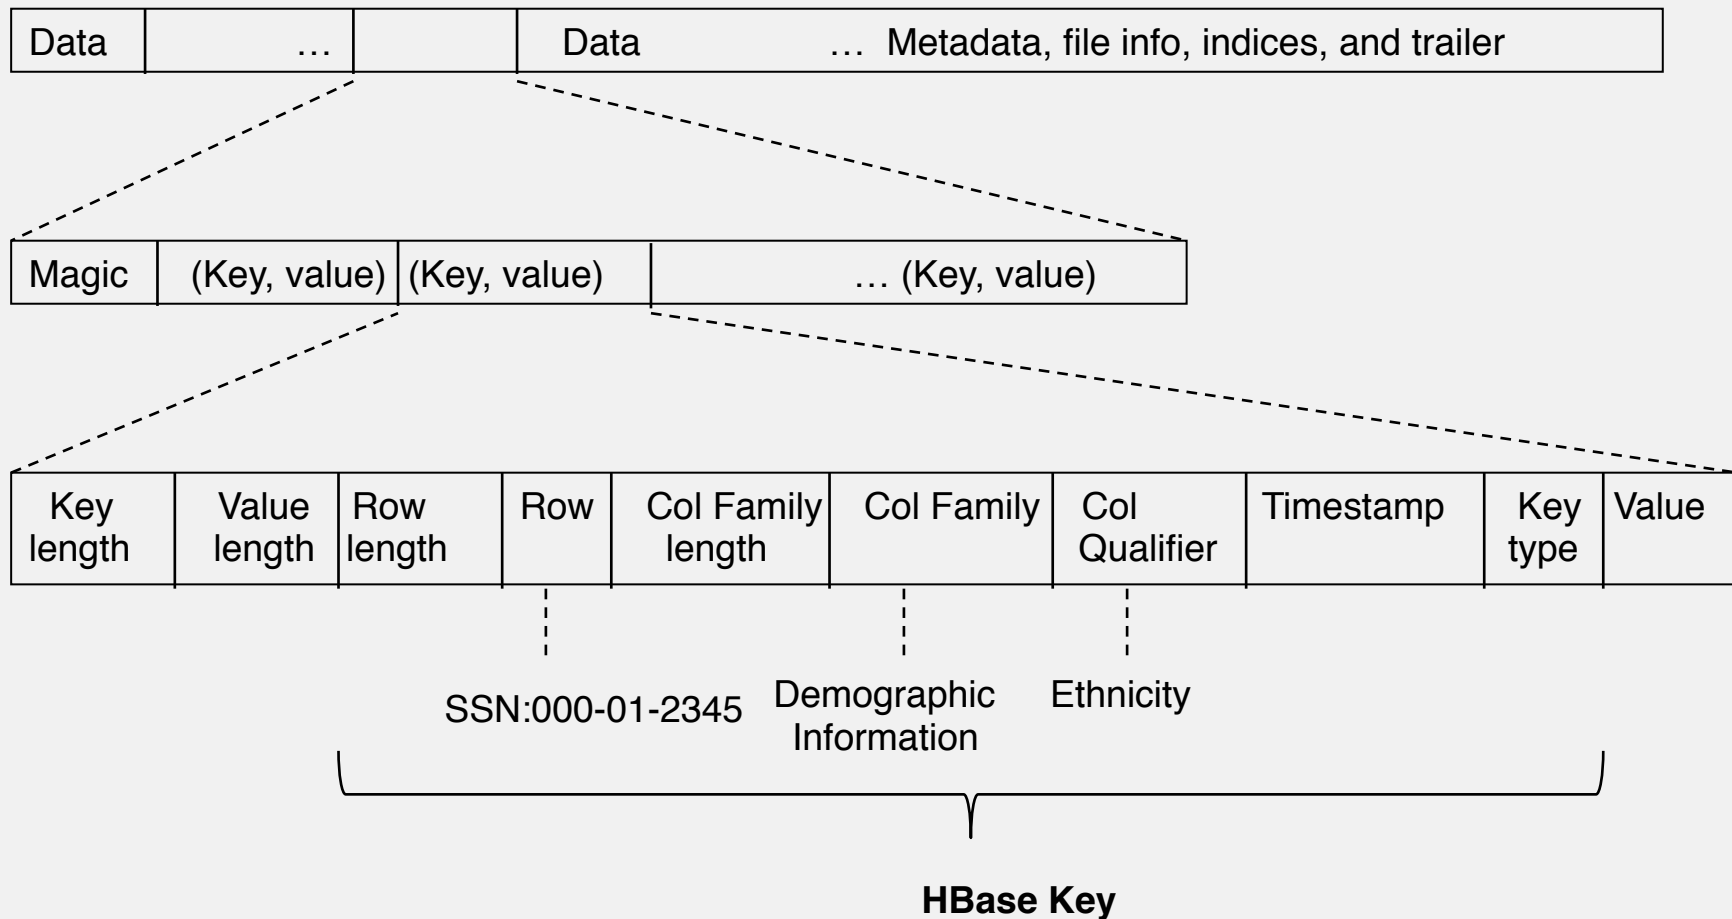 Data … Data … Metadata, file info, indices, and trailer
Magic (Key, value) (Key, value) … (Key, value)
Key length
Value length
Row length
Row
Col Family length
Col Family
Col Qualifier
Timestamp
Key type
Value
SSN:000-01-2345
Demographic
Information
Ethnicity
HBase Key